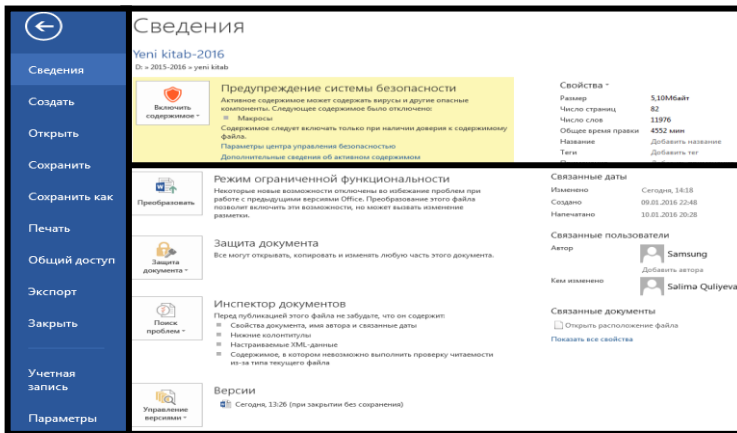 Сведения
Создать
Открыть
Сохранить
Сохранить как
Печать
Общий доступ
Экспорт
Закрыть
Учетная
запись
Параметры
Сведения
Yeni kitab-2016
D: » 2015-2016 » yeni kitab
Включить
содержимое
Предупреждение системы безопасности
Активное содержимое может содержать вирусы и другие опасные
компоненты. Следующее содержимое было отключено:
Макросы
Содержимое следует включать только при наличии доверия к содержимому
файла.
Параметры центра управления безопасностью
Дополнительные сведения об активном содержимом
Преобразовать
Режим ограниченной функциональности
Некоторые новые возможности отключены во избежание проблем при
работе с предыдущими версиями Office. Преобразование этого файла
позволит включить эти возможности, но может вызвать изменение
разметки.
Защита
документа
Защита документа
Все могут открывать, копировать и изменять любую часть этого документа.
Поиск
проблем
Инспектор документов
Перед публикацией этого файла не забудьте, что он содержит:
Свойства документа, имя автора и связанные даты
Нижние колонтитулы
Настраиваемые XML-данные
Содержимое, в котором невозможно выполнить проверку читаемости
из-за типа текущего файла
Управление
версиями
Версии
Сегодня, 13:26 (при закрытии без сохранения)
Свойства
Размер 5,10Мбайт
Число страниц 82
Число слов 11976
Общее время правки 4552 мин
Название Добавить название
Теги Добавить тег
Связанные даты
Изменено Сегодня, 14:18
Создано 09.01.2016 22:48
Напечатано 10.01.2016 20:28
Связанные пользователи
Автор Samsung
Добавить автора
Кем изменено Səlimə Quliyeva
Связанные документы
Открыть расположение файла
Показать все свойства